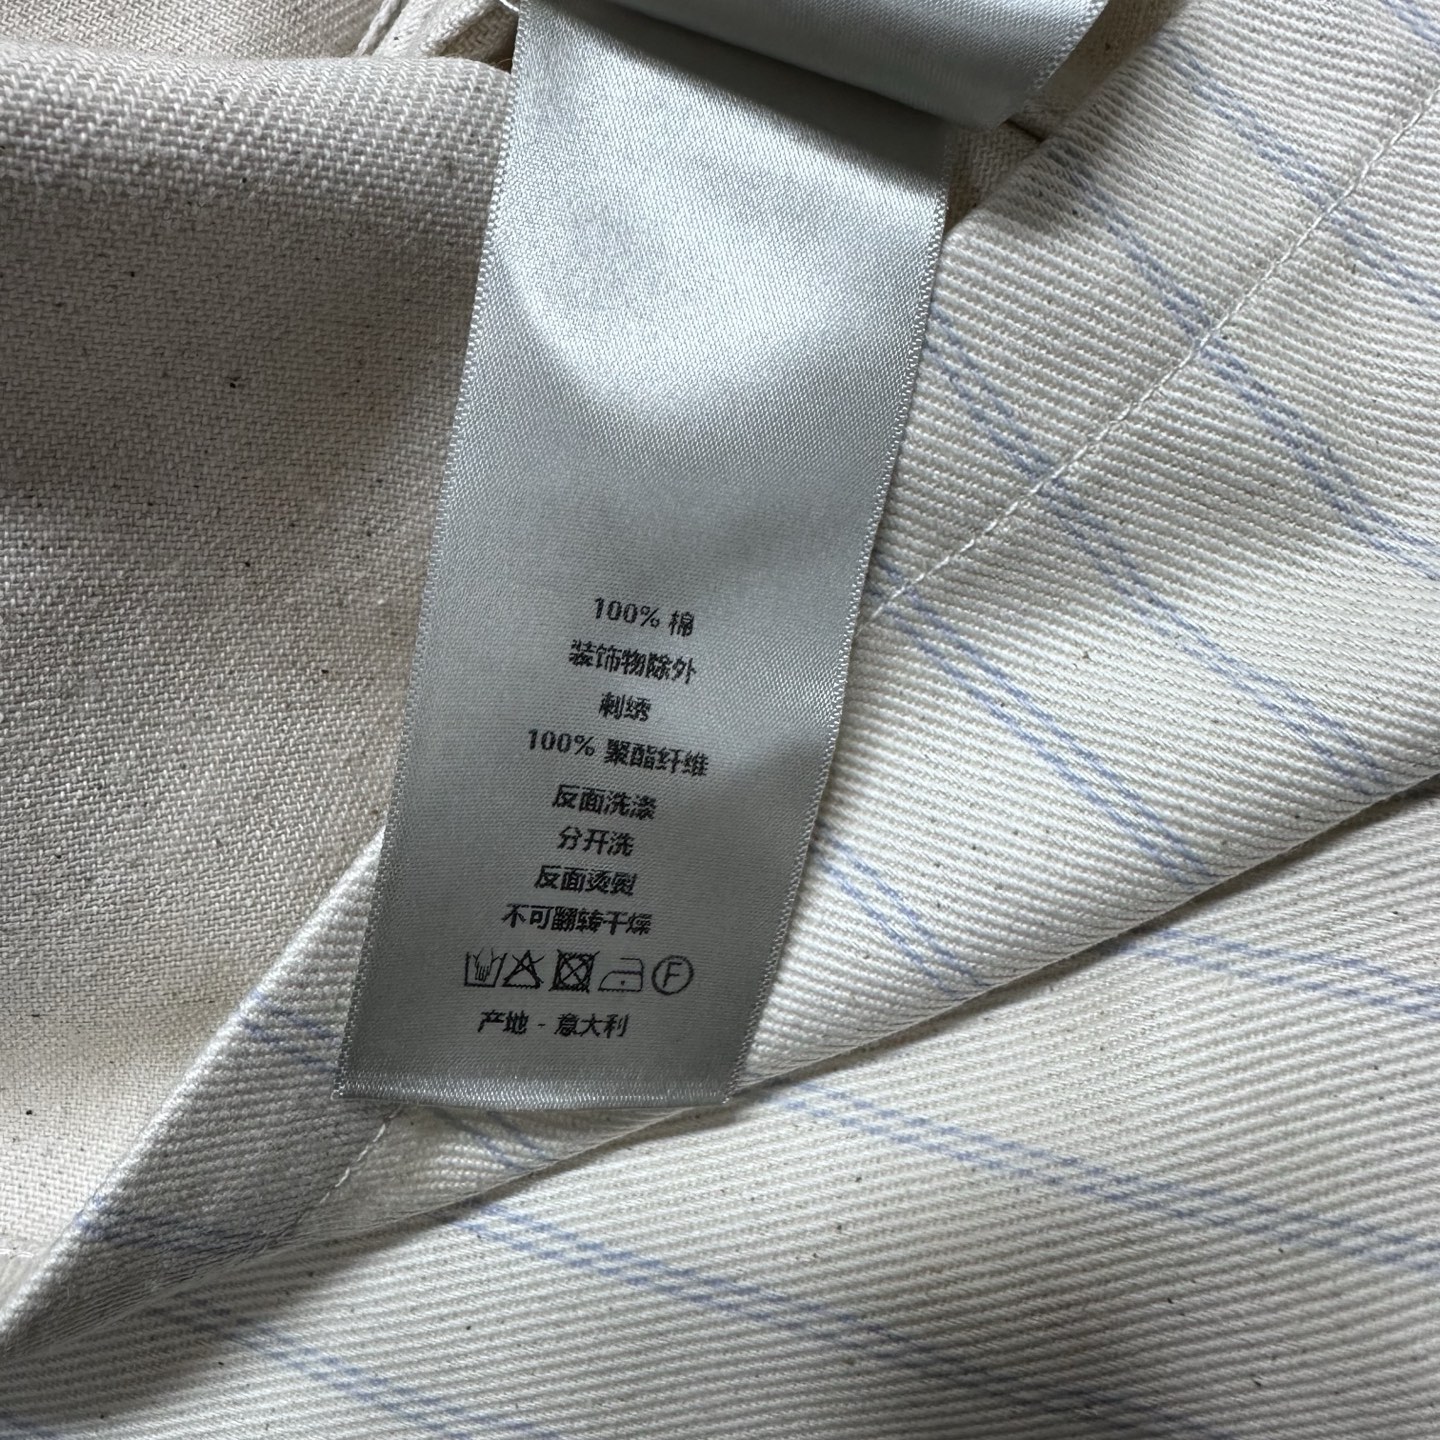 100% 棉
装饰物除外
刺绣
100% 聚酯纤维
反面洗涤
分开洗
反面烫熨
不可翻转干燥
F
产地 - 意大利